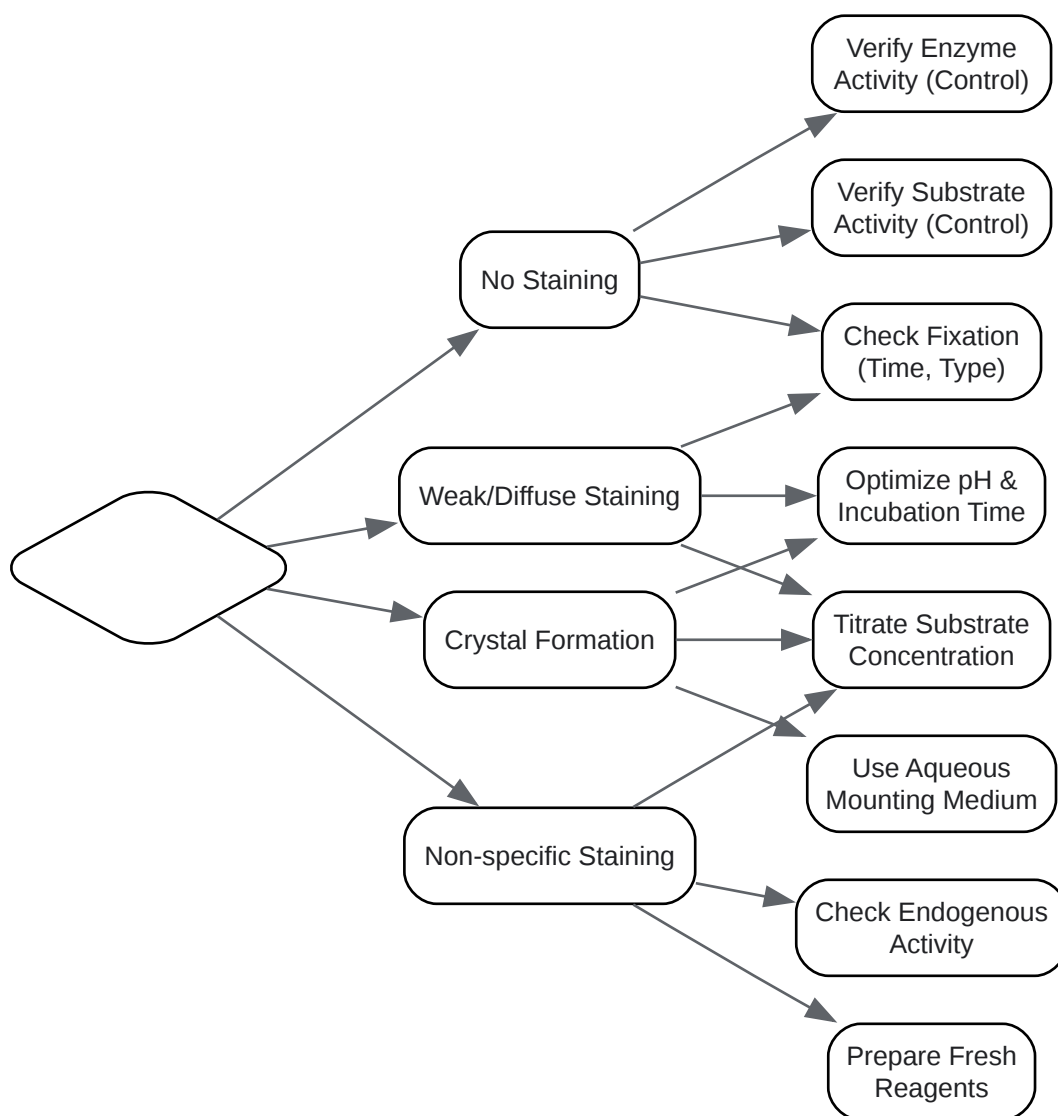 Verify Enzyme
Activity (Control)
Verify Substrate
Activity (Control)
No Staining
Check Fixation
(Time, Type)
Weak/Diffuse Staining
Optimize pH &
Incubation Time
Crystal Formation
Titrate Substrate
Concentration
Use Aqueous
Mounting Medium
Non-specific Staining
Check Endogenous
Activity
Prepare Fresh
Reagents